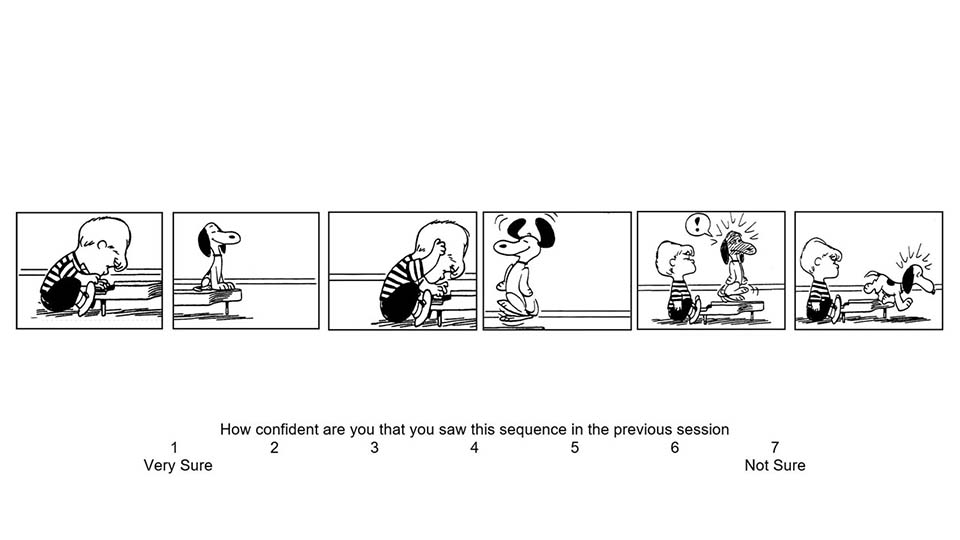 !
How confident are you that you saw this sequence in the previous session
1 2 3 4 5 6 7
Very Sure Not Sure